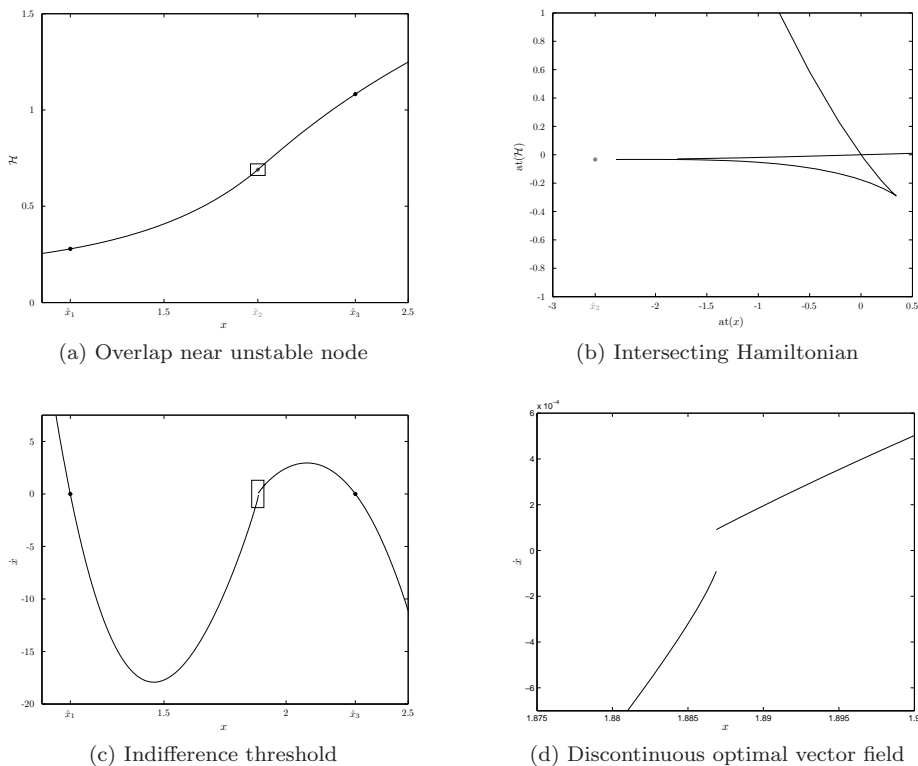 1.5
1
0.5
0
ℋ
x̂₁
1.5
x̂₂
x̂₃
2.5
x
(a) Overlap near unstable node
1
0.8
0.6
0.4
0.2
0
-0.2
-0.4
-0.6
-0.8
-1
at(ℋ)
-3
x̂₂
-2
-1.5
-1
-0.5
0
0.5
at(x)
(b) Intersecting Hamiltonian
5
0
-5
-10
-15
-20
ẋ
x̂₁
1.5
2
x̂₃
2.5
x
(c) Indifference threshold
x 10⁻⁴
6
4
2
0
−2
−4
−6
ẋ
1.875
1.88
1.885
1.89
1.895
1.9
x
(d) Discontinuous optimal vector field